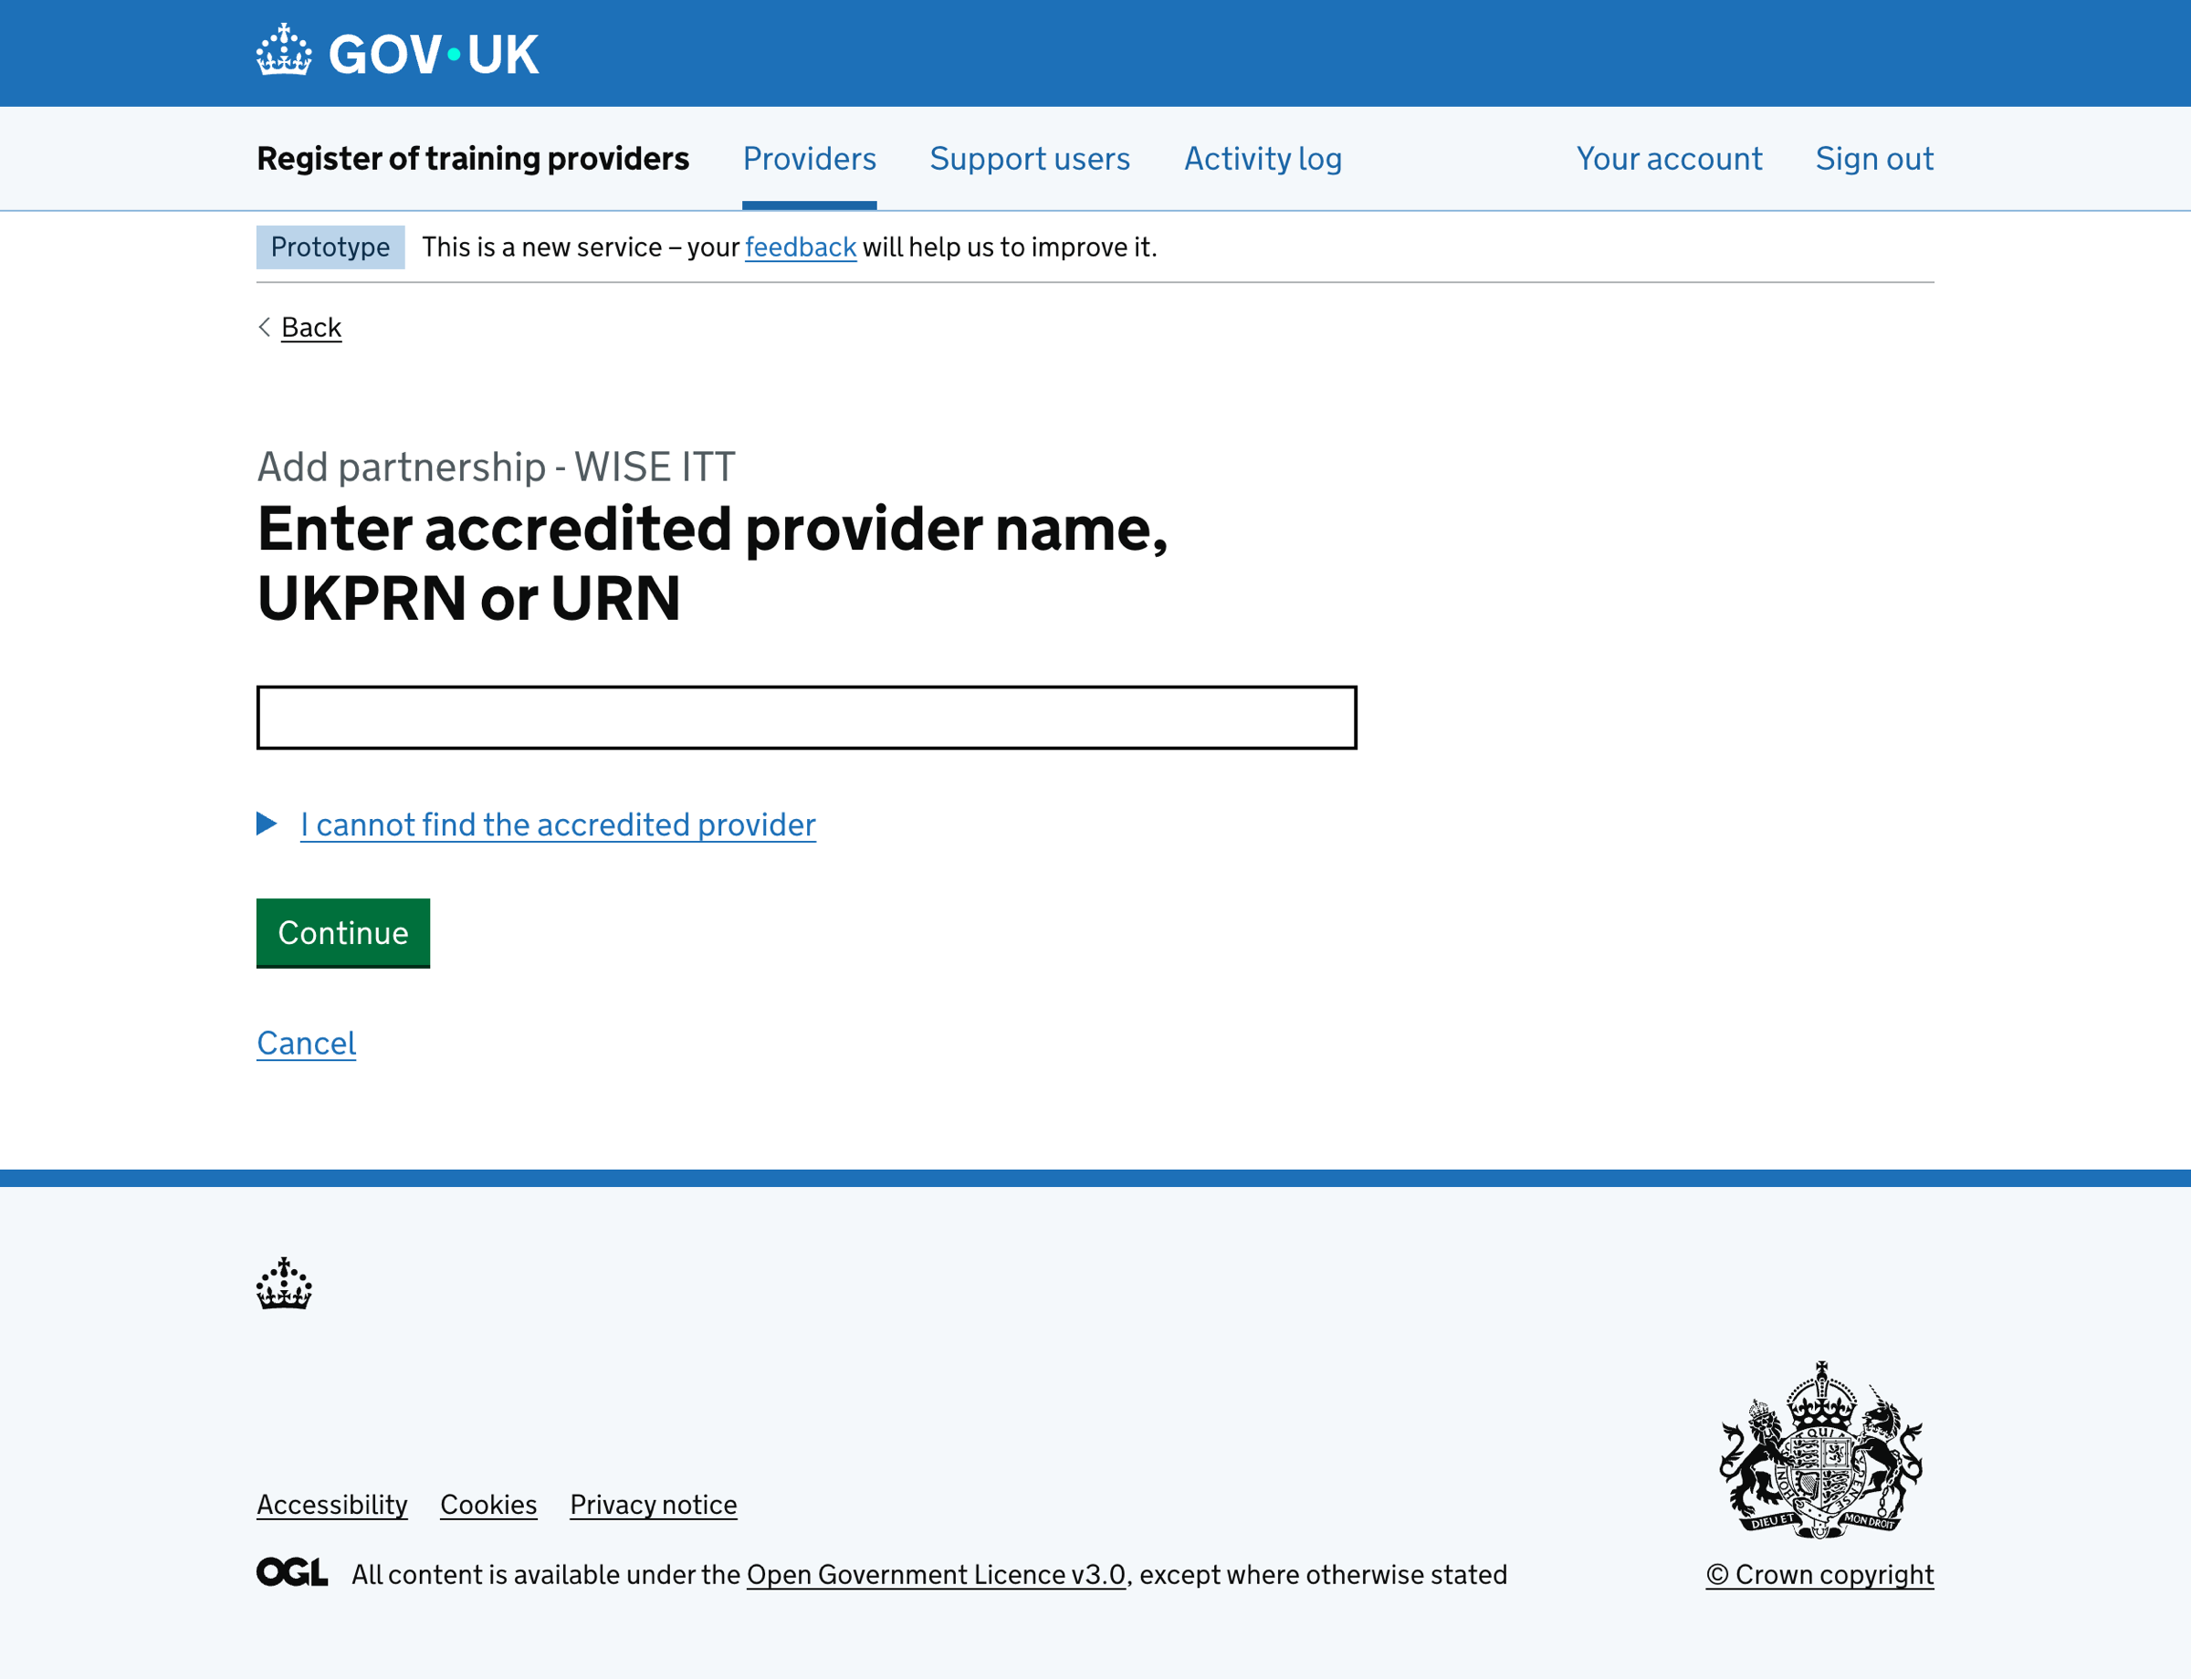 GOV·UK
Register of training providers Providers Support users Activity log Your account Sign out
Prototype This is a new service – your feedback will help us to improve it.
Back
Add partnership - WISE ITT
Enter accredited provider name,
UKPRN or URN
I cannot find the accredited provider
Continue
Cancel
DIEU ET MON DROIT
Accessibility Cookies Privacy notice
OGL All content is available under the Open Government Licence v3.0, except where otherwise stated
© Crown copyright